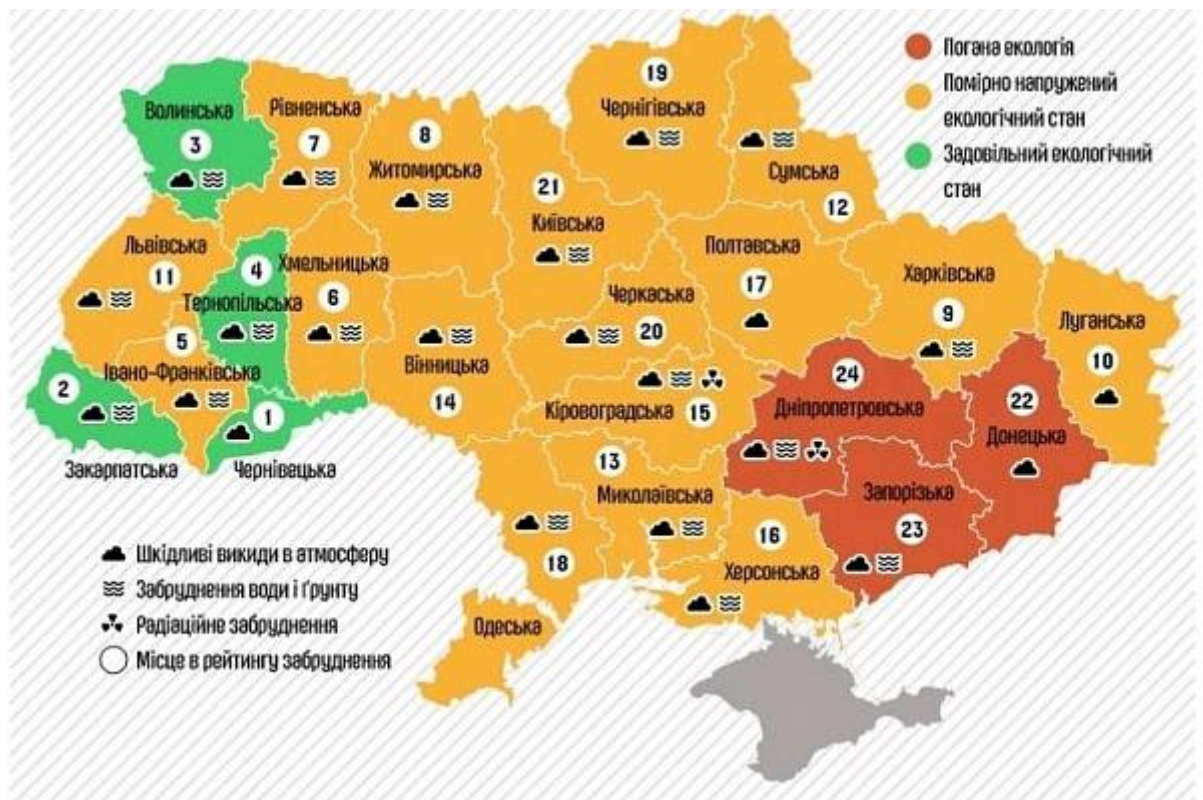 Погана екологія
Помірно напружений
екологічний стан
Задовільний екологічний
стан
Волинська
3
Рівненська
7
8
Житомирська
19
Чернігівська
Сумська
12
21
Київська
Львівська
11
4
Тернопільська
Хмельницька
6
Полтавська
17
Харківська
9
Луганська
10
Черкаська
20
5
Івано-Франківська
2
Закарпатська
1
Чернівецька
Вінницька
14
Кіровоградська
15
24
Дніпропетровська
22
Донецька
13
Миколаївська
Запорізька
23
16
Херсонська
18
Одеська
Шкідливі викиди в атмосферу
Забруднення води і ґрунту
Радіаційне забруднення
Місце в рейтингу забруднення